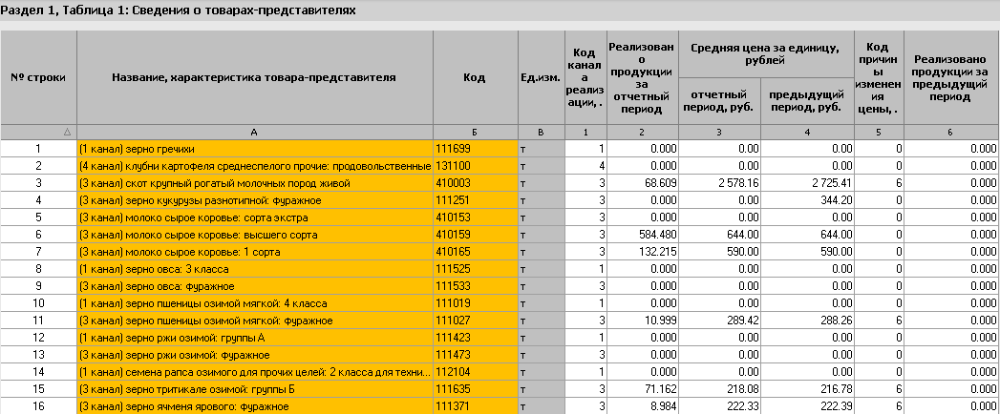 Раздел 1, Таблица 1: Сведения о товарах-представителях
№ строки Название, характеристика товара-представителя Код Ед.изм. Код канала реализации, . Реализовано продукции за отчетный период Средняя цена за единицу, рублей Код причины изменения цены, . Реализовано продукции за предыдущий период
отчетный период, руб. предыдущий период, руб.
А Б В 1 2 3 4 5 6
1 (1 канал) зерно гречихи 111699 т 1 0.000 0.00 0.00 0 0.000
2 (4 канал) клубни картофеля среднеспелого прочие: продовольственные 131100 т 4 0.000 0.00 0.00 0 0.000
3 (3 канал) скот крупный рогатый молочных пород живой 410003 т 3 68.609 2 578.16 2 725.41 6 0.000
4 (3 канал) зерно кукурузы разнотипной: фуражное 111251 т 3 0.000 0.00 344.20 0 0.000
5 (3 канал) молоко сырое коровье: сорта экстра 410153 т 3 0.000 0.00 0.00 0 0.000
6 (3 канал) молоко сырое коровье: высшего сорта 410159 т 3 584.480 644.00 644.00 0 0.000
7 (3 канал) молоко сырое коровье: 1 сорта 410165 т 3 132.215 590.00 590.00 0 0.000
8 (1 канал) зерно овса: 3 класса 111525 т 1 0.000 0.00 0.00 0 0.000
9 (3 канал) зерно овса: фуражное 111533 т 3 0.000 0.00 0.00 0 0.000
10 (1 канал) зерно пшеницы озимой мягкой: 4 класса 111019 т 1 0.000 0.00 0.00 0 0.000
11 (3 канал) зерно пшеницы озимой мягкой: фуражное 111027 т 3 10.999 289.42 288.26 6 0.000
12 (1 канал) зерно ржи озимой: группы А 111423 т 1 0.000 0.00 0.00 0 0.000
13 (3 канал) зерно ржи озимой: фуражное 111473 т 3 0.000 0.00 0.00 0 0.000
14 (1 канал) семена рапса озимого для прочих целей: 2 класса для техни... 112104 т 1 0.000 0.00 0.00 0 0.000
15 (3 канал) зерно тритикале озимой: группы Б 111635 т 3 71.162 218.08 216.78 6 0.000
16 (3 канал) зерно ячменя ярового: фуражное 111371 т 3 8.984 222.33 222.39 6 0.000